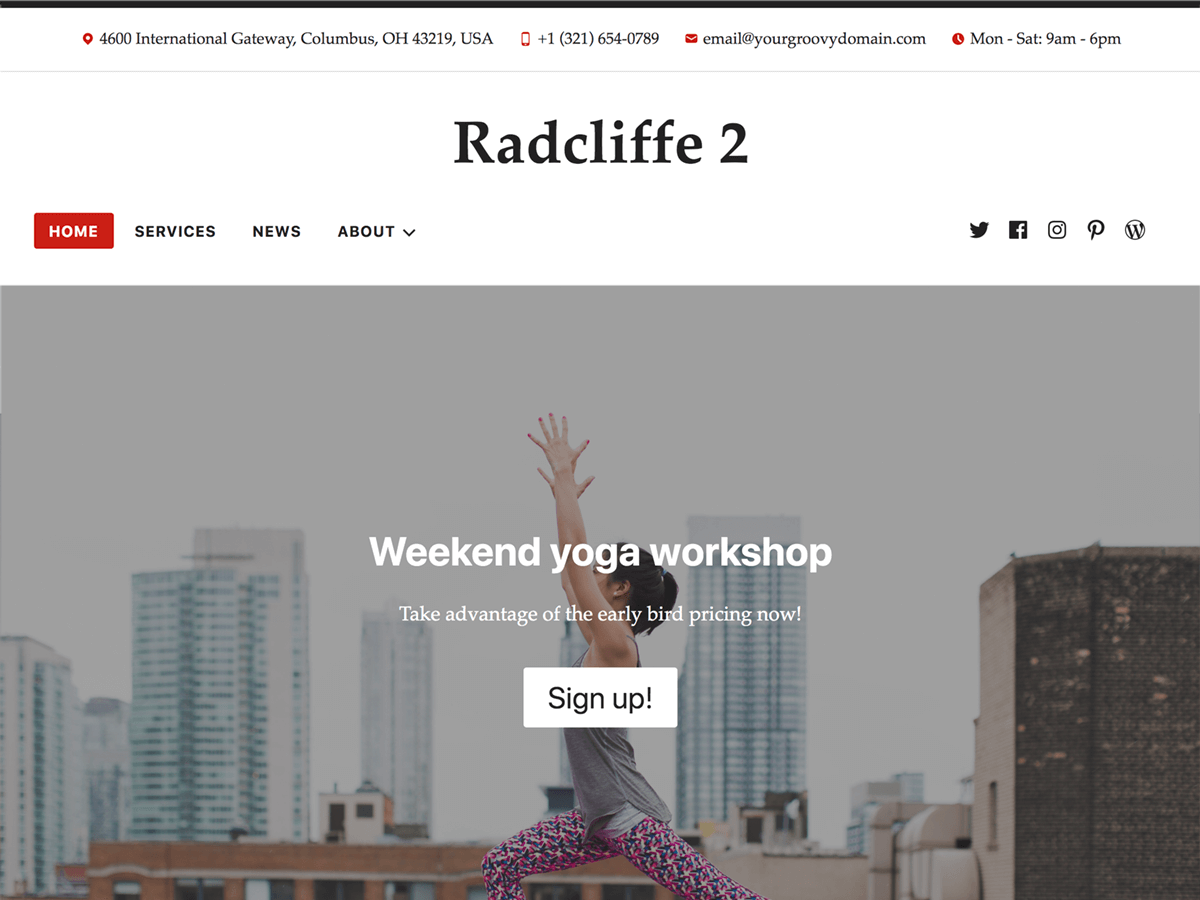 4600 International Gateway, Columbus, OH 43219, USA +1 (321) 654-0789 email@yourgroovydomain.com Mon - Sat: 9am - 6pm
Radcliffe 2
HOME SERVICES NEWS ABOUT
Weekend yoga workshop
Take advantage of the early bird pricing now!
Sign up!